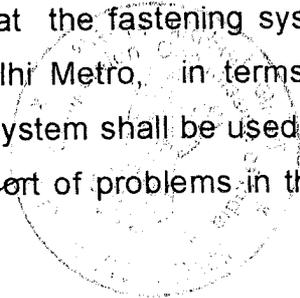 at the fastening sys
lhi Metro, in terms
ystem shall be used
ort of problems in th